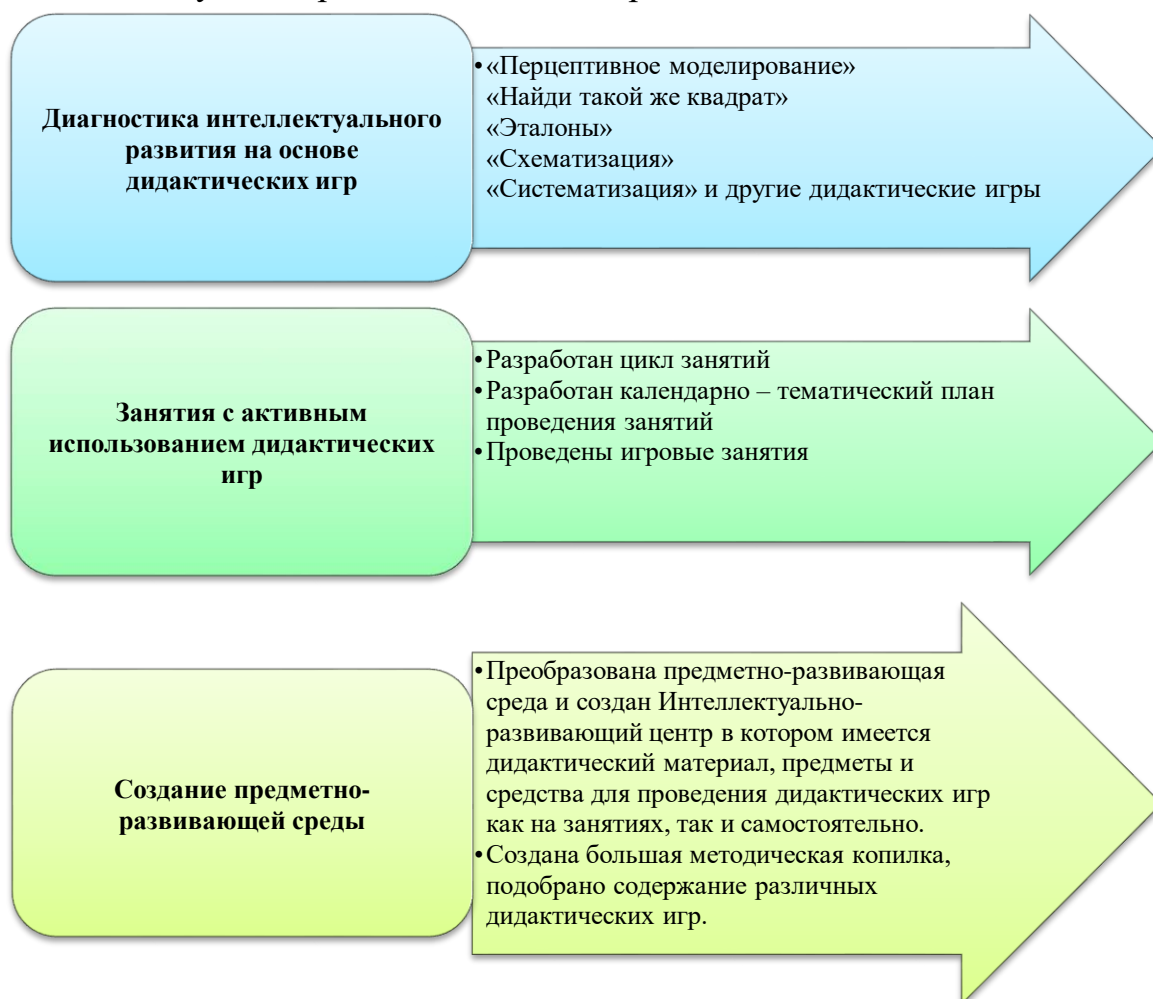 Диагностика интеллектуального
развития на основе
дидактических игр
•«Перцептивное моделирование»
«Найди такой же квадрат»
«Эталоны»
«Схематизация»
«Систематизация» и другие дидактические игры
Занятия с активным
использованием дидактических
игр
•Разработан цикл занятий
•Разработан календарно – тематический план
проведения занятий
•Проведены игровые занятия
Создание предметно-
развивающей среды
•Преобразована предметно-развивающая
среда и создан Интеллектуально-
развивающий центр в котором имеется
дидактический материал, предметы и
средства для проведения дидактических игр
как на занятиях, так и самостоятельно.
•Создана большая методическая копилка,
подобрано содержание различных
дидактических игр.